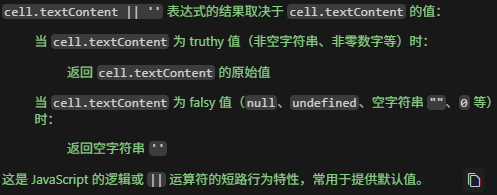 cell.textContent || '' 表达式的结果取决于 cell.textContent 的值：
当 cell.textContent 为 truthy 值（非空字符串、非零数字等）时：
返回 cell.textContent 的原始值
当 cell.textContent 为 falsy 值（null、undefined、空字符串 ""、0 等）
时：
返回空字符串 ''
这是 JavaScript 的逻辑或 || 运算符的短路行为特性，常用于提供默认值。